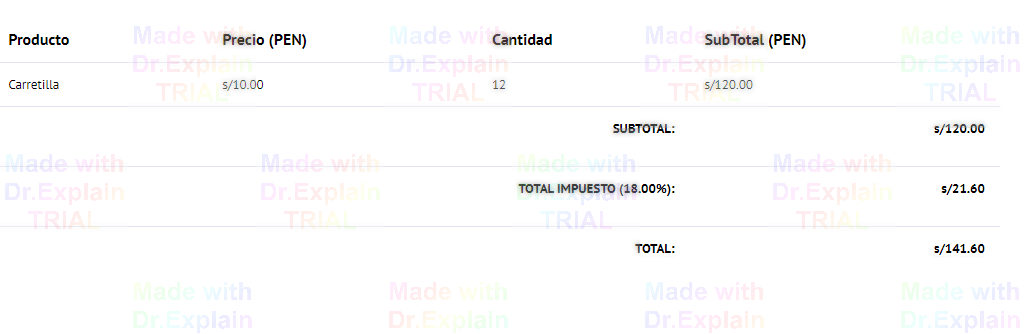 Producto Precio (PEN) Cantidad SubTotal (PEN)
Made with Made with Made with Made with
Dr.Explain Dr.Explain Dr.Explain Dr.Explain
TRIAL TRIAL TRIAL TRIAL
Carretilla s/10.00 12 s/120.00
SUBTOTAL: s/120.00
Made with Made with Made with Made with
Dr.Explain Dr.Explain Dr.Explain Dr.Explain
TRIAL TRIAL TRIAL TRIAL
TOTAL IMPUESTO (18.00%): s/21.60
TOTAL: s/141.60
Made with Made with Made with Made with
Dr.Explain Dr.Explain Dr.Explain Dr.Explain